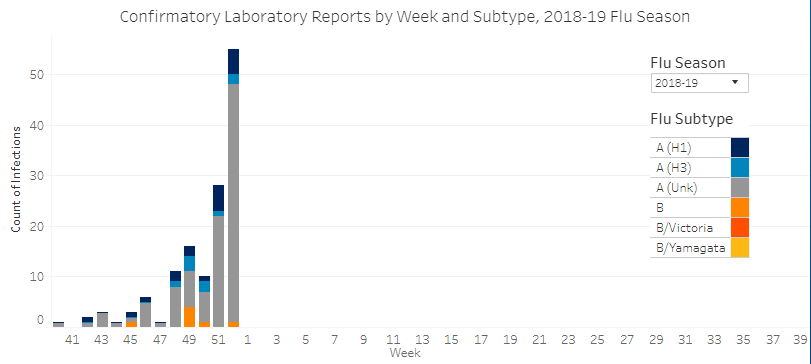 Confirmatory Laboratory Reports by Week and Subtype, 2018-19 Flu Season
Flu Season
2018-19
Flu Subtype
A (H1)
A (H3)
A (Unk)
B
B/Victoria
B/Yamagata
Count of Infections
50
40
30
20
10
0
41 43 45 47 49 51 1 3 5 7 9 11 13 15 17 19 21 23 25 27 29 31 33 35 37 39
Week